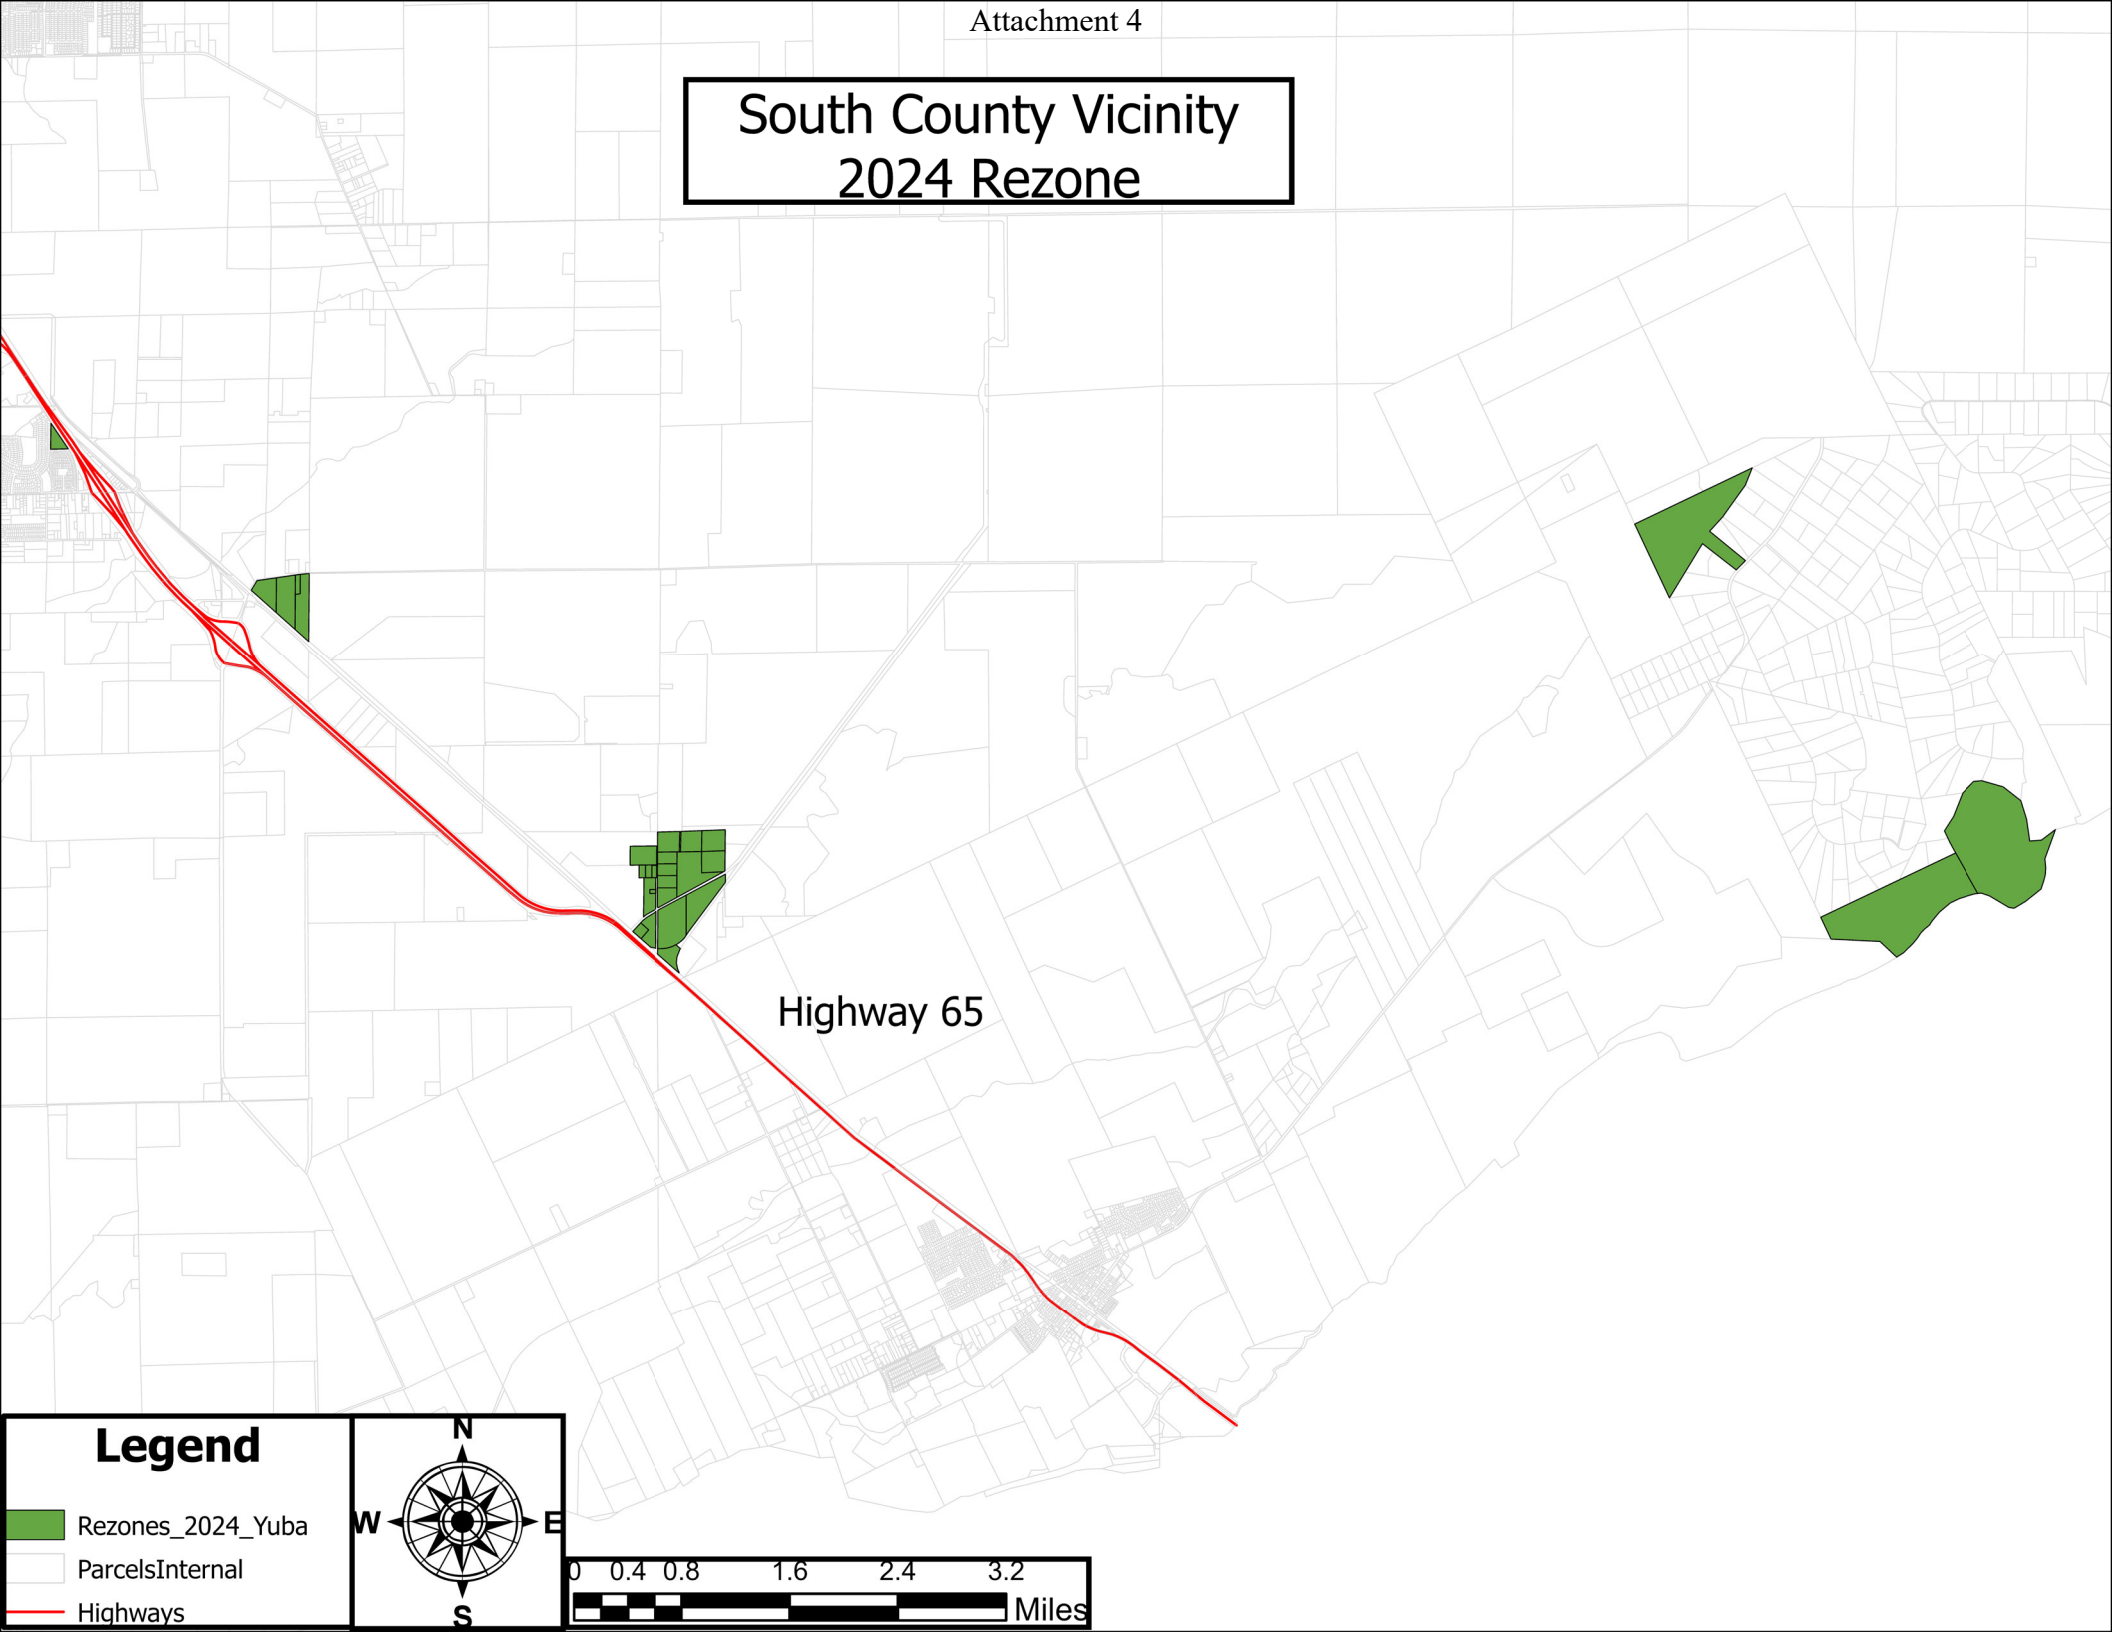 Attachment 4
South County Vicinity
2024 Rezone
Highway 65
Legend
Rezones_2024_Yuba
ParcelsInternal
Highways
N
W
E
S
0 0.4 0.8 1.6 2.4 3.2
Miles